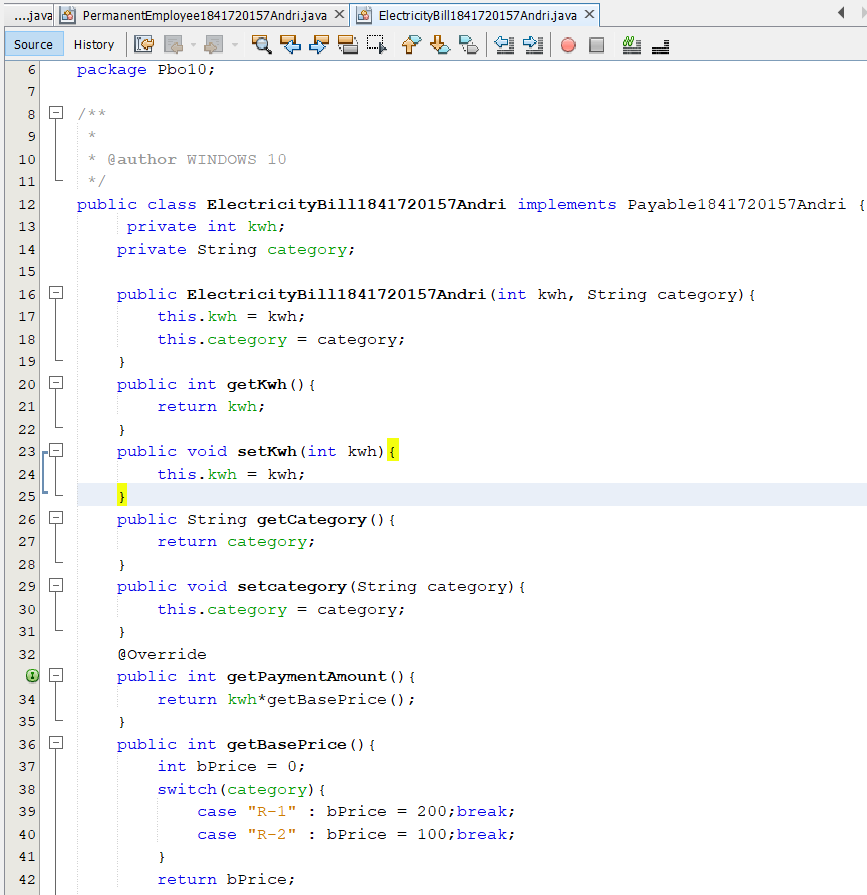 ....java PermanentEmployee1841720157Andri.java ElectricityBill1841720157Andri.java
Source History
6 package Pbo10;
7
8 /**
9 *
10 * @author WINDOWS 10
11 */
12 public class ElectricityBill1841720157Andri implements Payable1841720157Andri {
13 private int kwh;
14 private String category;
15
16 public ElectricityBill1841720157Andri(int kwh, String category){
17 this.kwh = kwh;
18 this.category = category;
19 }
20 public int getKwh(){
21 return kwh;
22 }
23 public void setKwh(int kwh){
24 this.kwh = kwh;
25 }
26 public String getCategory(){
27 return category;
28 }
29 public void setcategory(String category){
30 this.category = category;
31 }
32 @Override
public int getPaymentAmount(){
34 return kwh*getBasePrice();
35 }
36 public int getBasePrice(){
37 int bPrice = 0;
38 switch(category){
39 case "R-1" : bPrice = 200;break;
40 case "R-2" : bPrice = 100;break;
41 }
42 return bPrice;